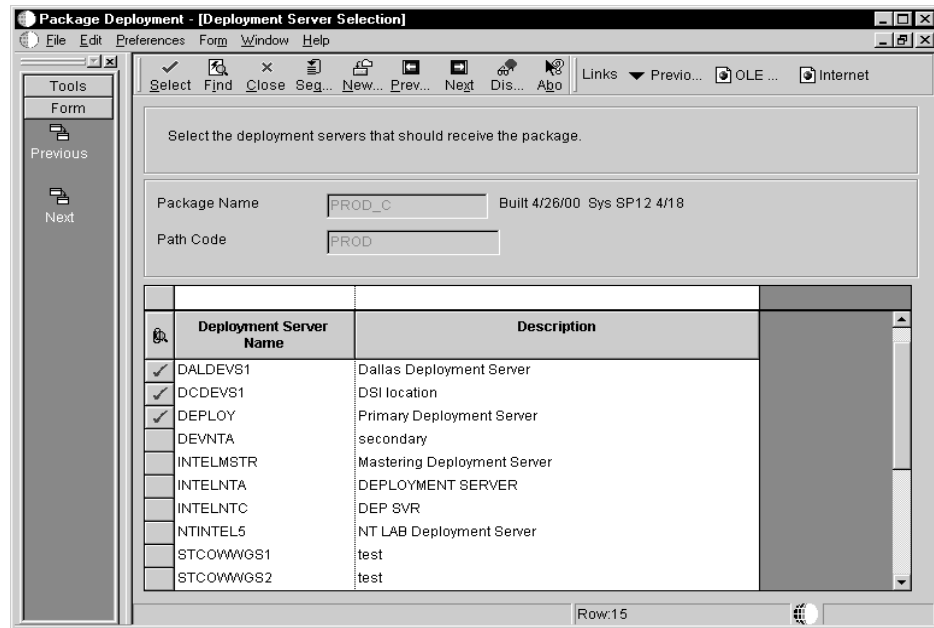 Package Deployment - [Deployment Server Selection]
File Edit Preferences Form Window Help
Tools
Form
Previous
Next
Select Find Close Seq... New... Prev... Next Dis... Abo Links Previo... OLE ... Internet
Select the deployment servers that should receive the package.
Package Name PROD_C Built 4/26/00 Sys SP12 4/18
Path Code PROD
Deployment Server Name Description
DALDEVS1 Dallas Deployment Server
DCDEVS1 DSI location
DEPLOY Primary Deployment Server
DEVNTA secondary
INTELMSTR Mastering Deployment Server
INTELNTA DEPLOYMENT SERVER
INTELNTC DEP SVR
NTINTEL5 NT LAB Deployment Server
STCOWWGS1 test
STCOWWGS2 test
Row:15